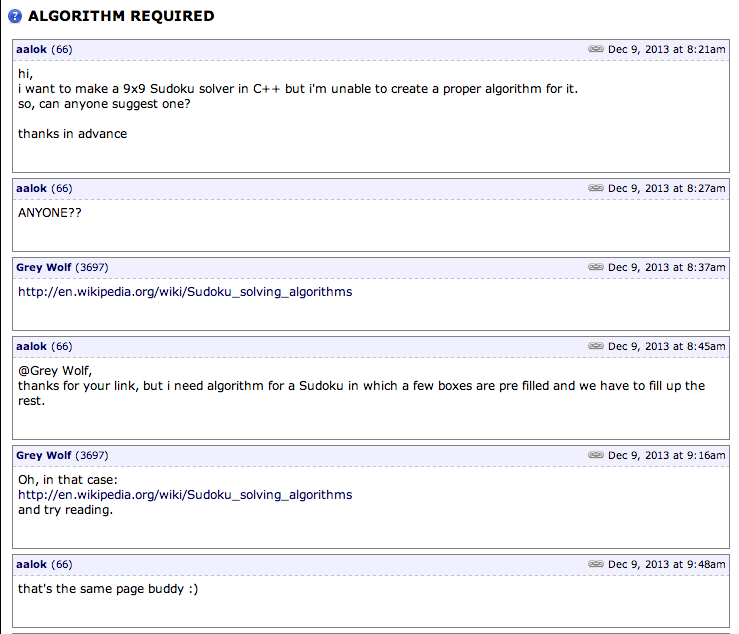 ALGORITHM REQUIRED
aalok (66) Dec 9, 2013 at 8:21am
hi,
i want to make a 9x9 Sudoku solver in C++ but i'm unable to create a proper algorithm for it.
so, can anyone suggest one?
thanks in advance
aalok (66) Dec 9, 2013 at 8:27am
ANYONE??
Grey Wolf (3697) Dec 9, 2013 at 8:37am
http://en.wikipedia.org/wiki/Sudoku_solving_algorithms
aalok (66) Dec 9, 2013 at 8:45am
@Grey Wolf,
thanks for your link, but i need algorithm for a Sudoku in which a few boxes are pre filled and we have to fill up the
rest.
Grey Wolf (3697) Dec 9, 2013 at 9:16am
Oh, in that case:
http://en.wikipedia.org/wiki/Sudoku_solving_algorithms
and try reading.
aalok (66) Dec 9, 2013 at 9:48am
that's the same page buddy :)